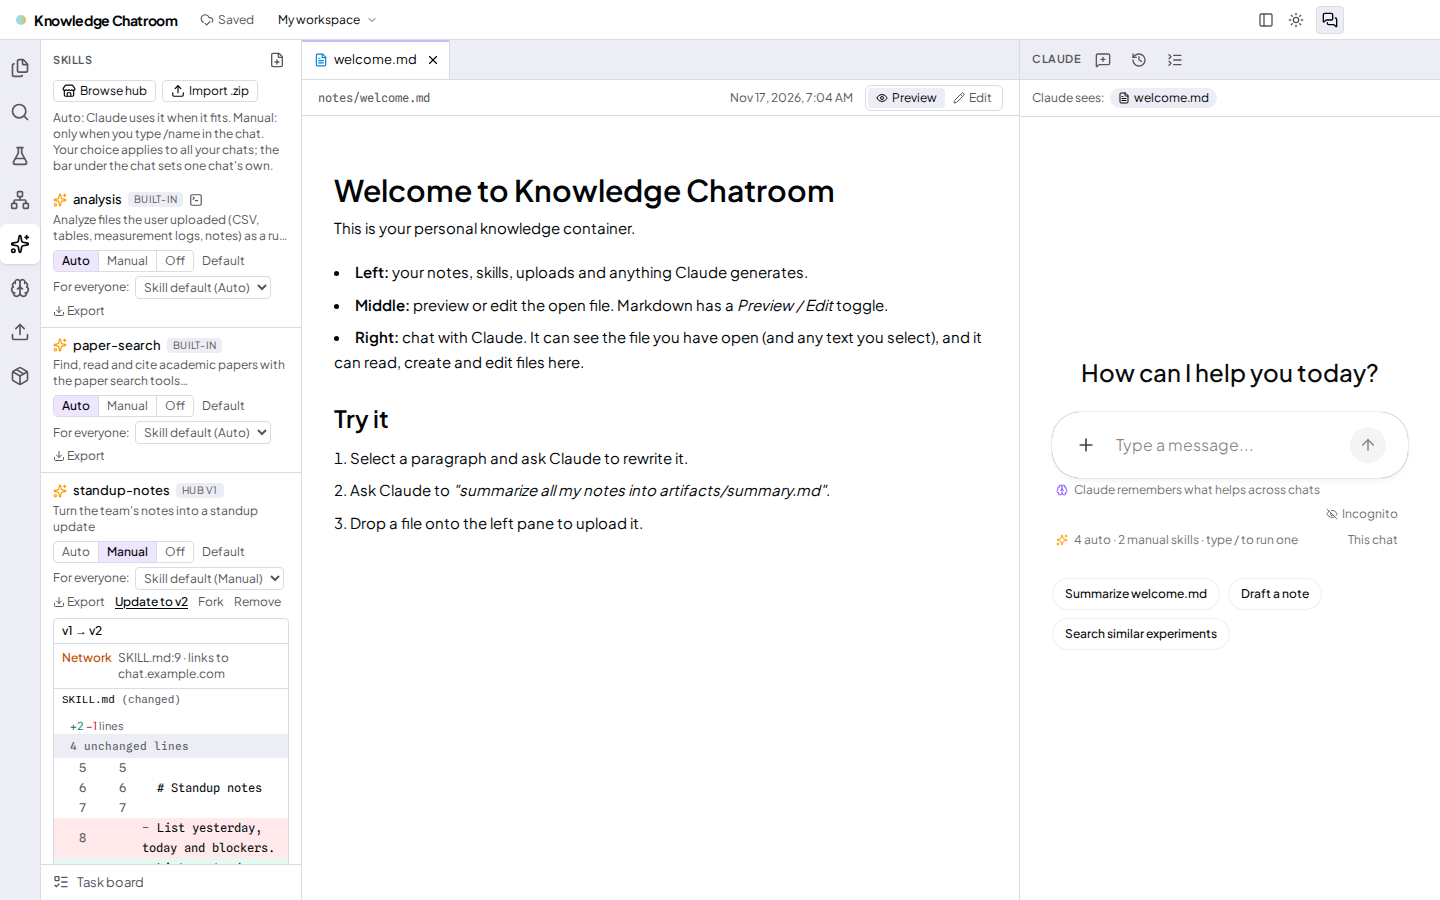 Knowledge Chatroom
Saved
My workspace
SKILLS
Browse hub
Import .zip
Auto: Claude uses it when it fits. Manual:
only when you type /name in the chat.
Your choice applies to all your chats; the
bar under the chat sets one chat's own.
analysis BUILT-IN
Analyze files the user uploaded (CSV,
tables, measurement logs, notes) as a ru…
Auto Manual Off Default
For everyone: Skill default (Auto)
Export
paper-search BUILT-IN
Find, read and cite academic papers with
the paper search tools…
Auto Manual Off Default
For everyone: Skill default (Auto)
Export
standup-notes HUB V1
Turn the team's notes into a standup
update
Auto Manual Off Default
For everyone: Skill default (Manual)
Export Update to v2 Fork Remove
v1 → v2
Network SKILL.md:9 · links to
chat.example.com
SKILL.md (changed)
+2 −1 lines
4 unchanged lines
5 5
6 6 # Standup notes
7 7
8 − List yesterday,
today and blockers.
Task board
welcome.md
notes/welcome.md
Nov 17, 2026, 7:04 AM
Preview
Edit
Welcome to Knowledge Chatroom
This is your personal knowledge container.
• Left: your notes, skills, uploads and anything Claude generates.
• Middle: preview or edit the open file. Markdown has a Preview / Edit toggle.
• Right: chat with Claude. It can see the file you have open (and any text you select), and it
can read, create and edit files here.
Try it
1. Select a paragraph and ask Claude to rewrite it.
2. Ask Claude to "summarize all my notes into artifacts/summary.md".
3. Drop a file onto the left pane to upload it.
CLAUDE
Claude sees: welcome.md
How can I help you today?
Type a message...
Claude remembers what helps across chats
Incognito
4 auto · 2 manual skills · type / to run one
This chat
Summarize welcome.md
Draft a note
Search similar experiments